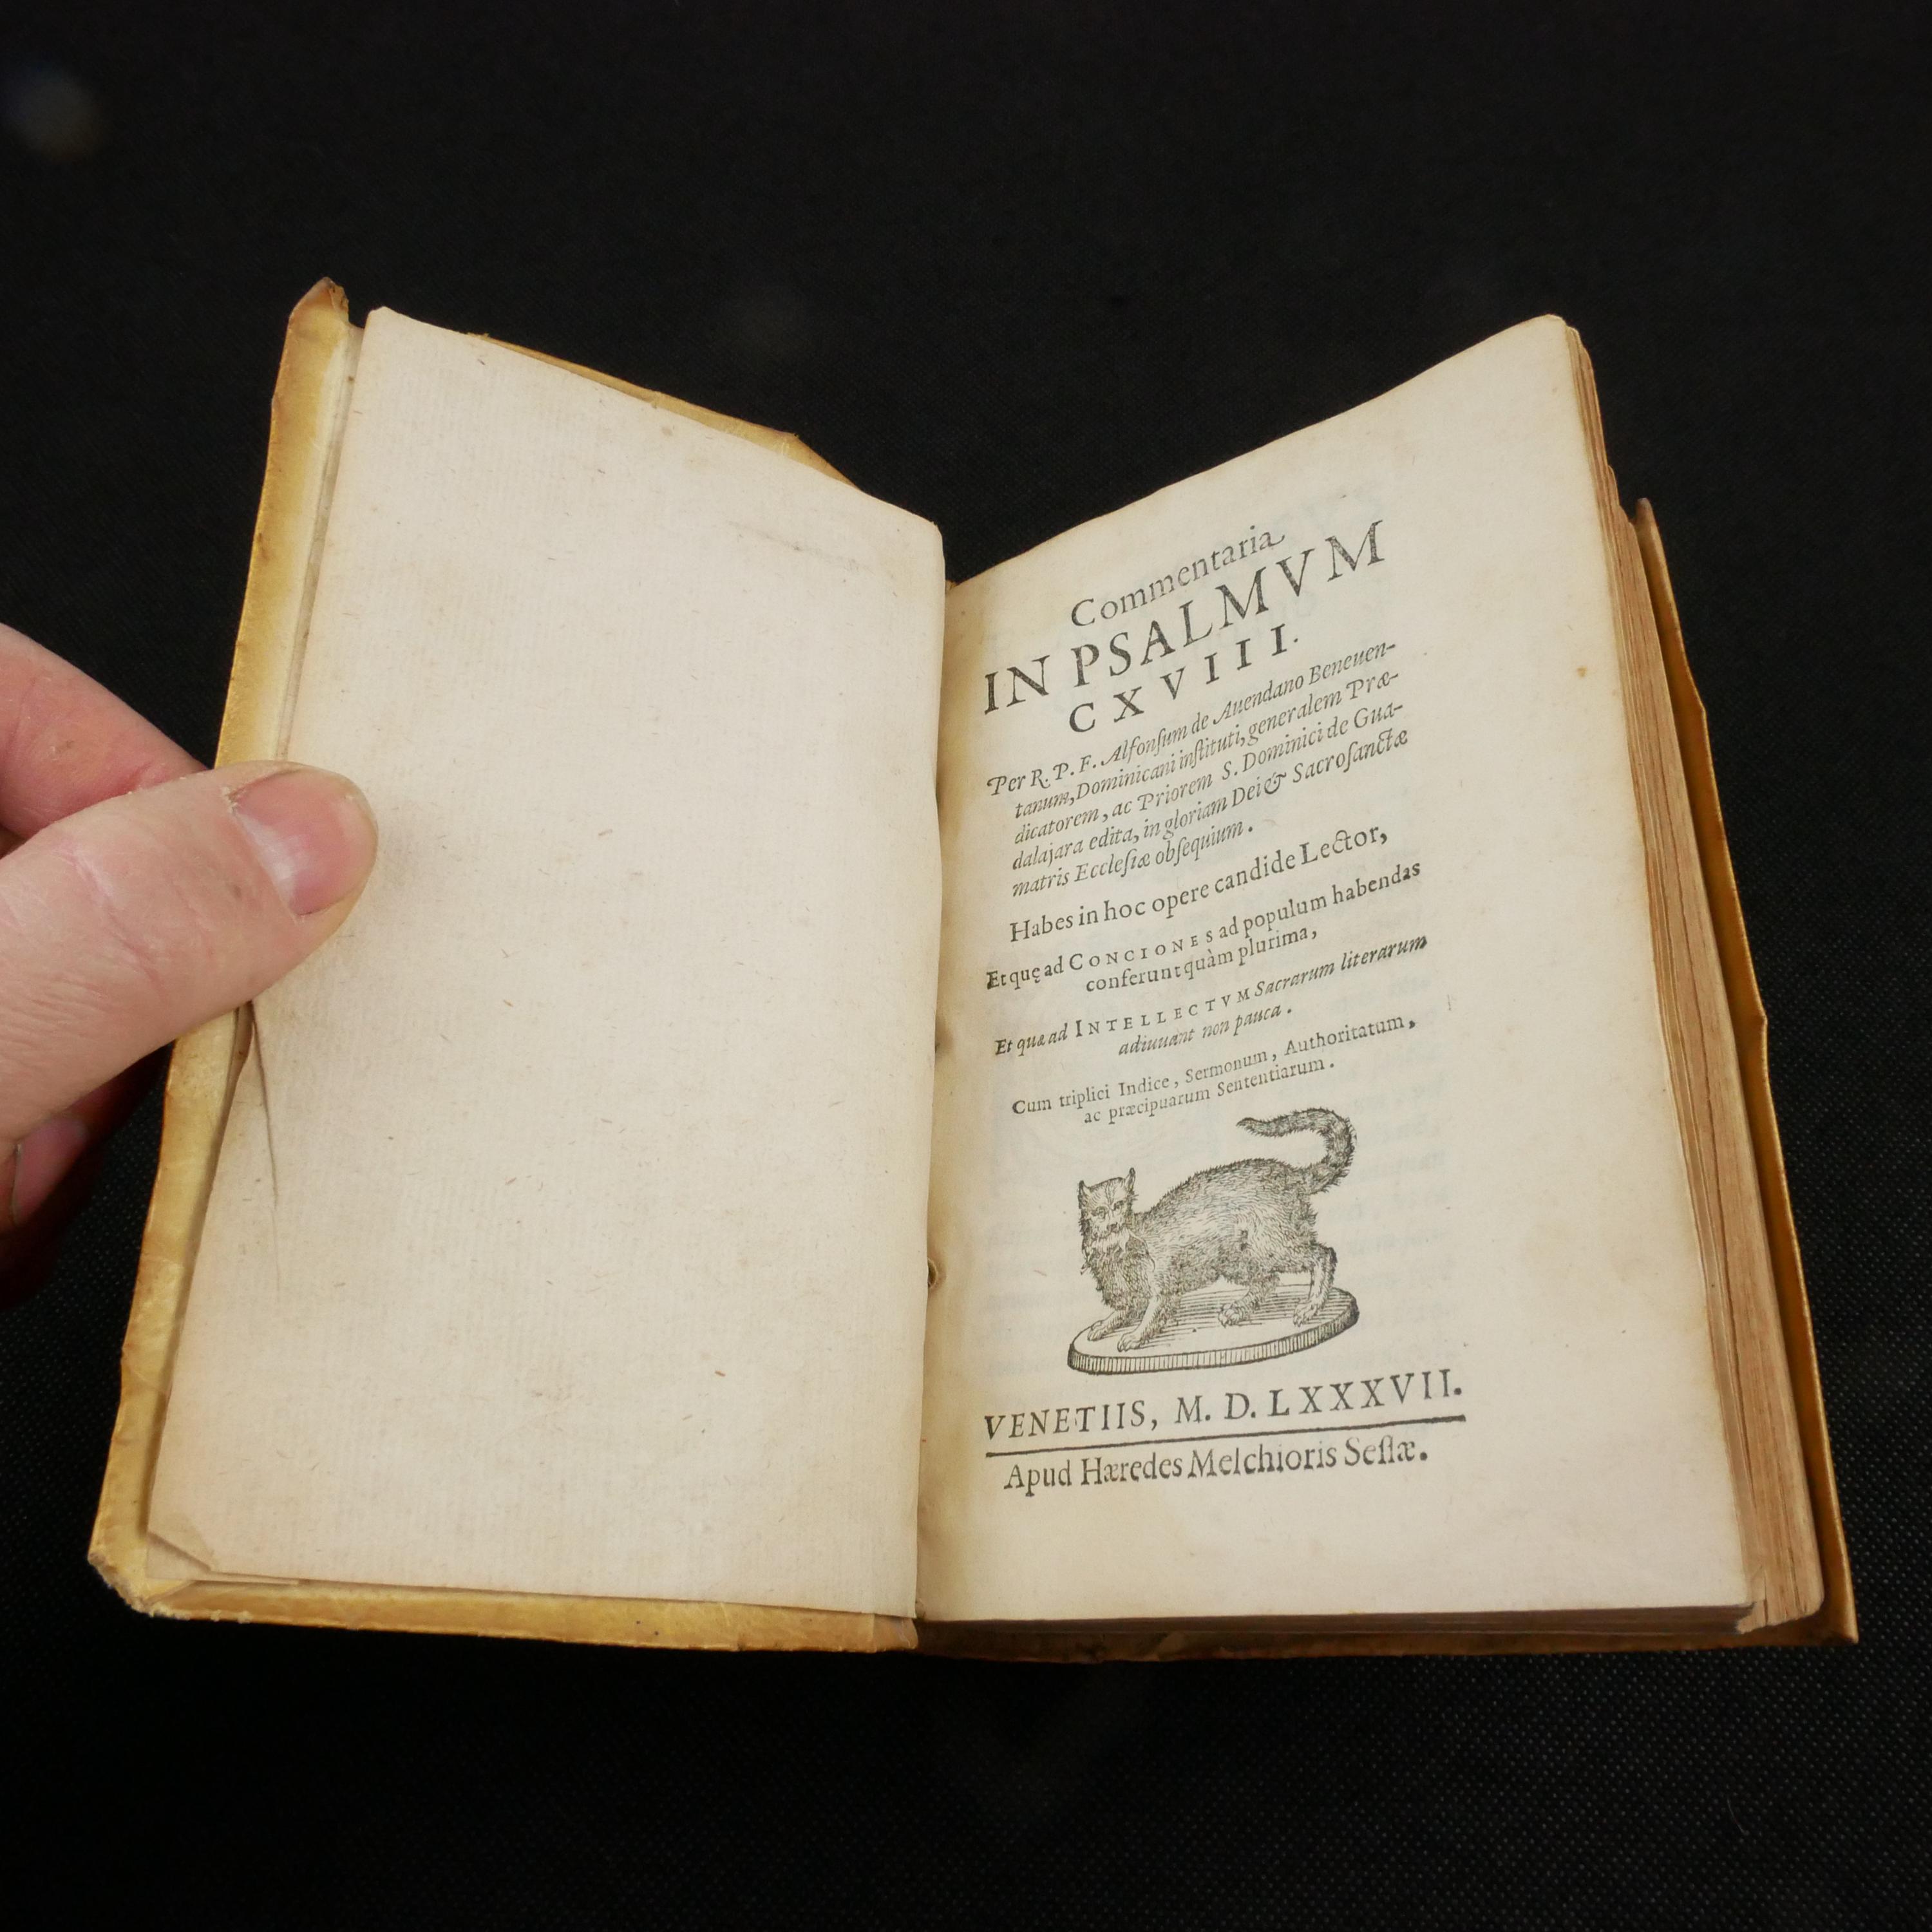 Commentaria
IN PSALMVM
CXVIII.
Per R. P. F. Alfonſum de Auendano Beneuen-
tanum, Dominicani inſtituti, generalem Præ-
dicatorem, ac Priorem S. Dominici de Gua-
dalajara edita, in gloriam Dei & Sacroſanctæ
matris Eccleſiæ obſequium.
Habes in hoc opere candide Lector,
Et quę ad CONCIONES ad populum habendas
conferunt quàm plurima,
Et quæ ad INTELLECTVM Sacrarum literarum
adiuuant non pauca.
Cum triplici Indice, Sermonum, Authoritatum,
ac præcipuarum Sententiarum.
VENETIIS, M. D. LXXXVII.
Apud Hæredes Melchioris Seſſæ.